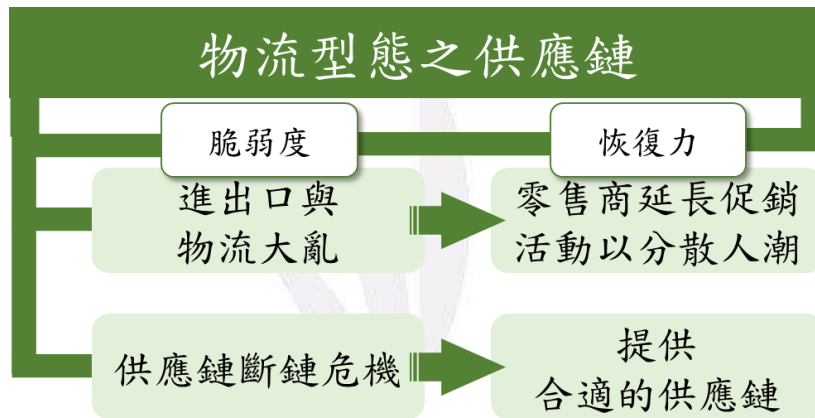 物流型態之供應鏈
脆弱度
恢復力
進出口與
物流大亂
零售商延長促銷
活動以分散人潮
供應鏈斷鏈危機
提供
合適的供應鏈